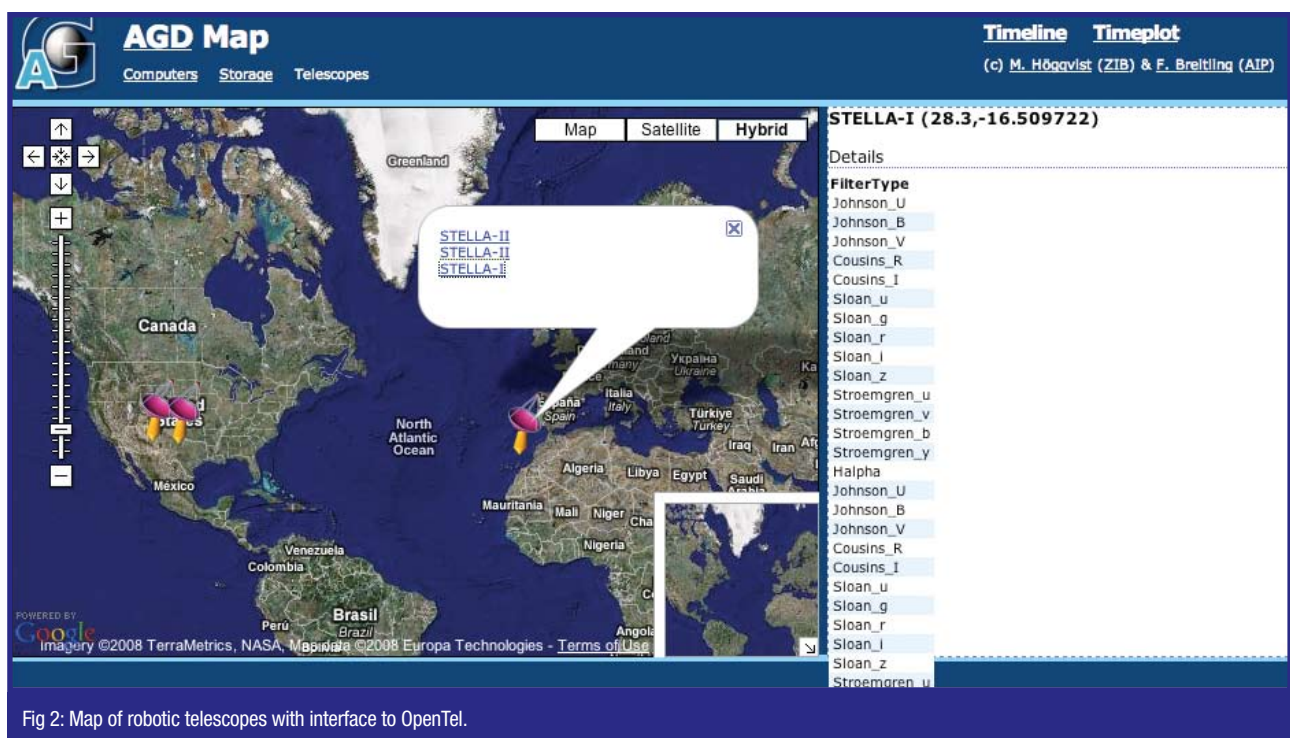 AG
AGD Map
Computers Storage Telescopes
Timeline Timeplot
(c) M. Högqvist (ZIB) & F. Breitling (AIP)
Map Satellite Hybrid
Greenland
STELLA-II
STELLA-II
STELLA-I
Canada
Україна
Ukraine
España
Spain
Italia
Italy
Türkiye
Turkey
North
Atlantic
Ocean
Iraq Iran
Algeria Libya Egypt Saudi
Arabia
México
Mauritania Mali Niger
Nigeria
Venezuela
Colombia
Perú
Brasil
Brazil
Bolivia
Angola
POWERED BY
Google
Imagery ©2008 TerraMetrics, NASA, Map data ©2008 Europa Technologies - Terms of Use
STELLA-I (28.3,-16.509722)
Details
FilterType
Johnson_U
Johnson_B
Johnson_V
Cousins_R
Cousins_I
Sloan_u
Sloan_g
Sloan_r
Sloan_i
Sloan_z
Stroemgren_u
Stroemgren_v
Stroemgren_b
Stroemgren_y
Halpha
Johnson_U
Johnson_B
Johnson_V
Cousins_R
Cousins_I
Sloan_u
Sloan_g
Sloan_r
Sloan_i
Sloan_z
Stroemgren_u
Fig 2: Map of robotic telescopes with interface to OpenTel.